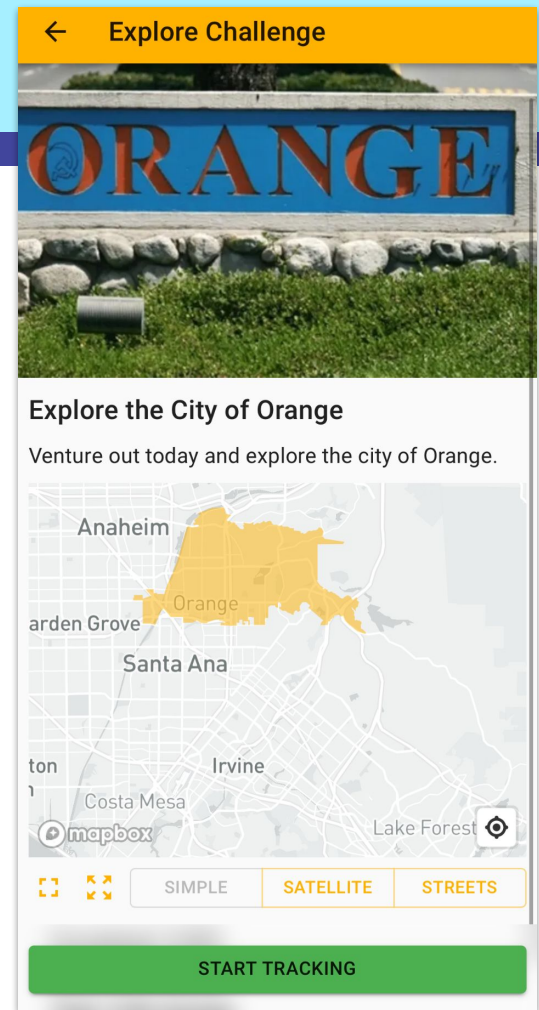 Explore Challenge
ORANGE
Explore the City of Orange
Venture out today and explore the city of Orange.
Anaheim
Orange
arden Grove
Santa Ana
ton
n
Irvine
Costa Mesa
Lake Forest
mapbox
SIMPLE
SATELLITE
STREETS
START TRACKING